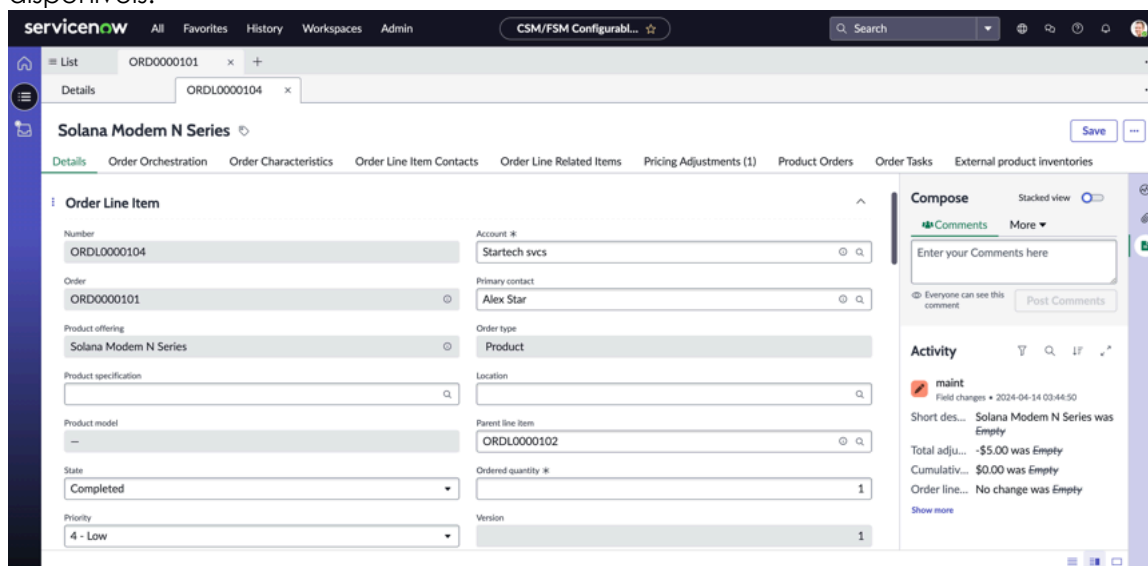 disponíveis.
servicenow All Favorites History Workspaces Admin CSM/FSM Configurabl... Search
List ORD0000101 × +
Details ORDL0000104 ×
Solana Modem N Series Save ...
Details Order Orchestration Order Characteristics Order Line Item Contacts Order Line Related Items Pricing Adjustments (1) Product Orders Order Tasks External product inventories
Order Line Item
Number
ORDL0000104
Account *
Startech svcs
Order
ORD0000101
Primary contact
Alex Star
Product offering
Solana Modem N Series
Order type
Product
Product specification
Location
Product model
—
Parent line item
ORDL0000102
State
Completed
Ordered quantity *
1
Priority
4 - Low
Version
1
Compose Stacked view
Comments More
Enter your Comments here
Everyone can see this
comment
Post Comments
Activity
maint
Field changes • 2024-04-14 03:44:50
Short des... Solana Modem N Series was
Empty
Total adju... -$5.00 was Empty
Cumulativ... $0.00 was Empty
Order line... No change was Empty
Show more